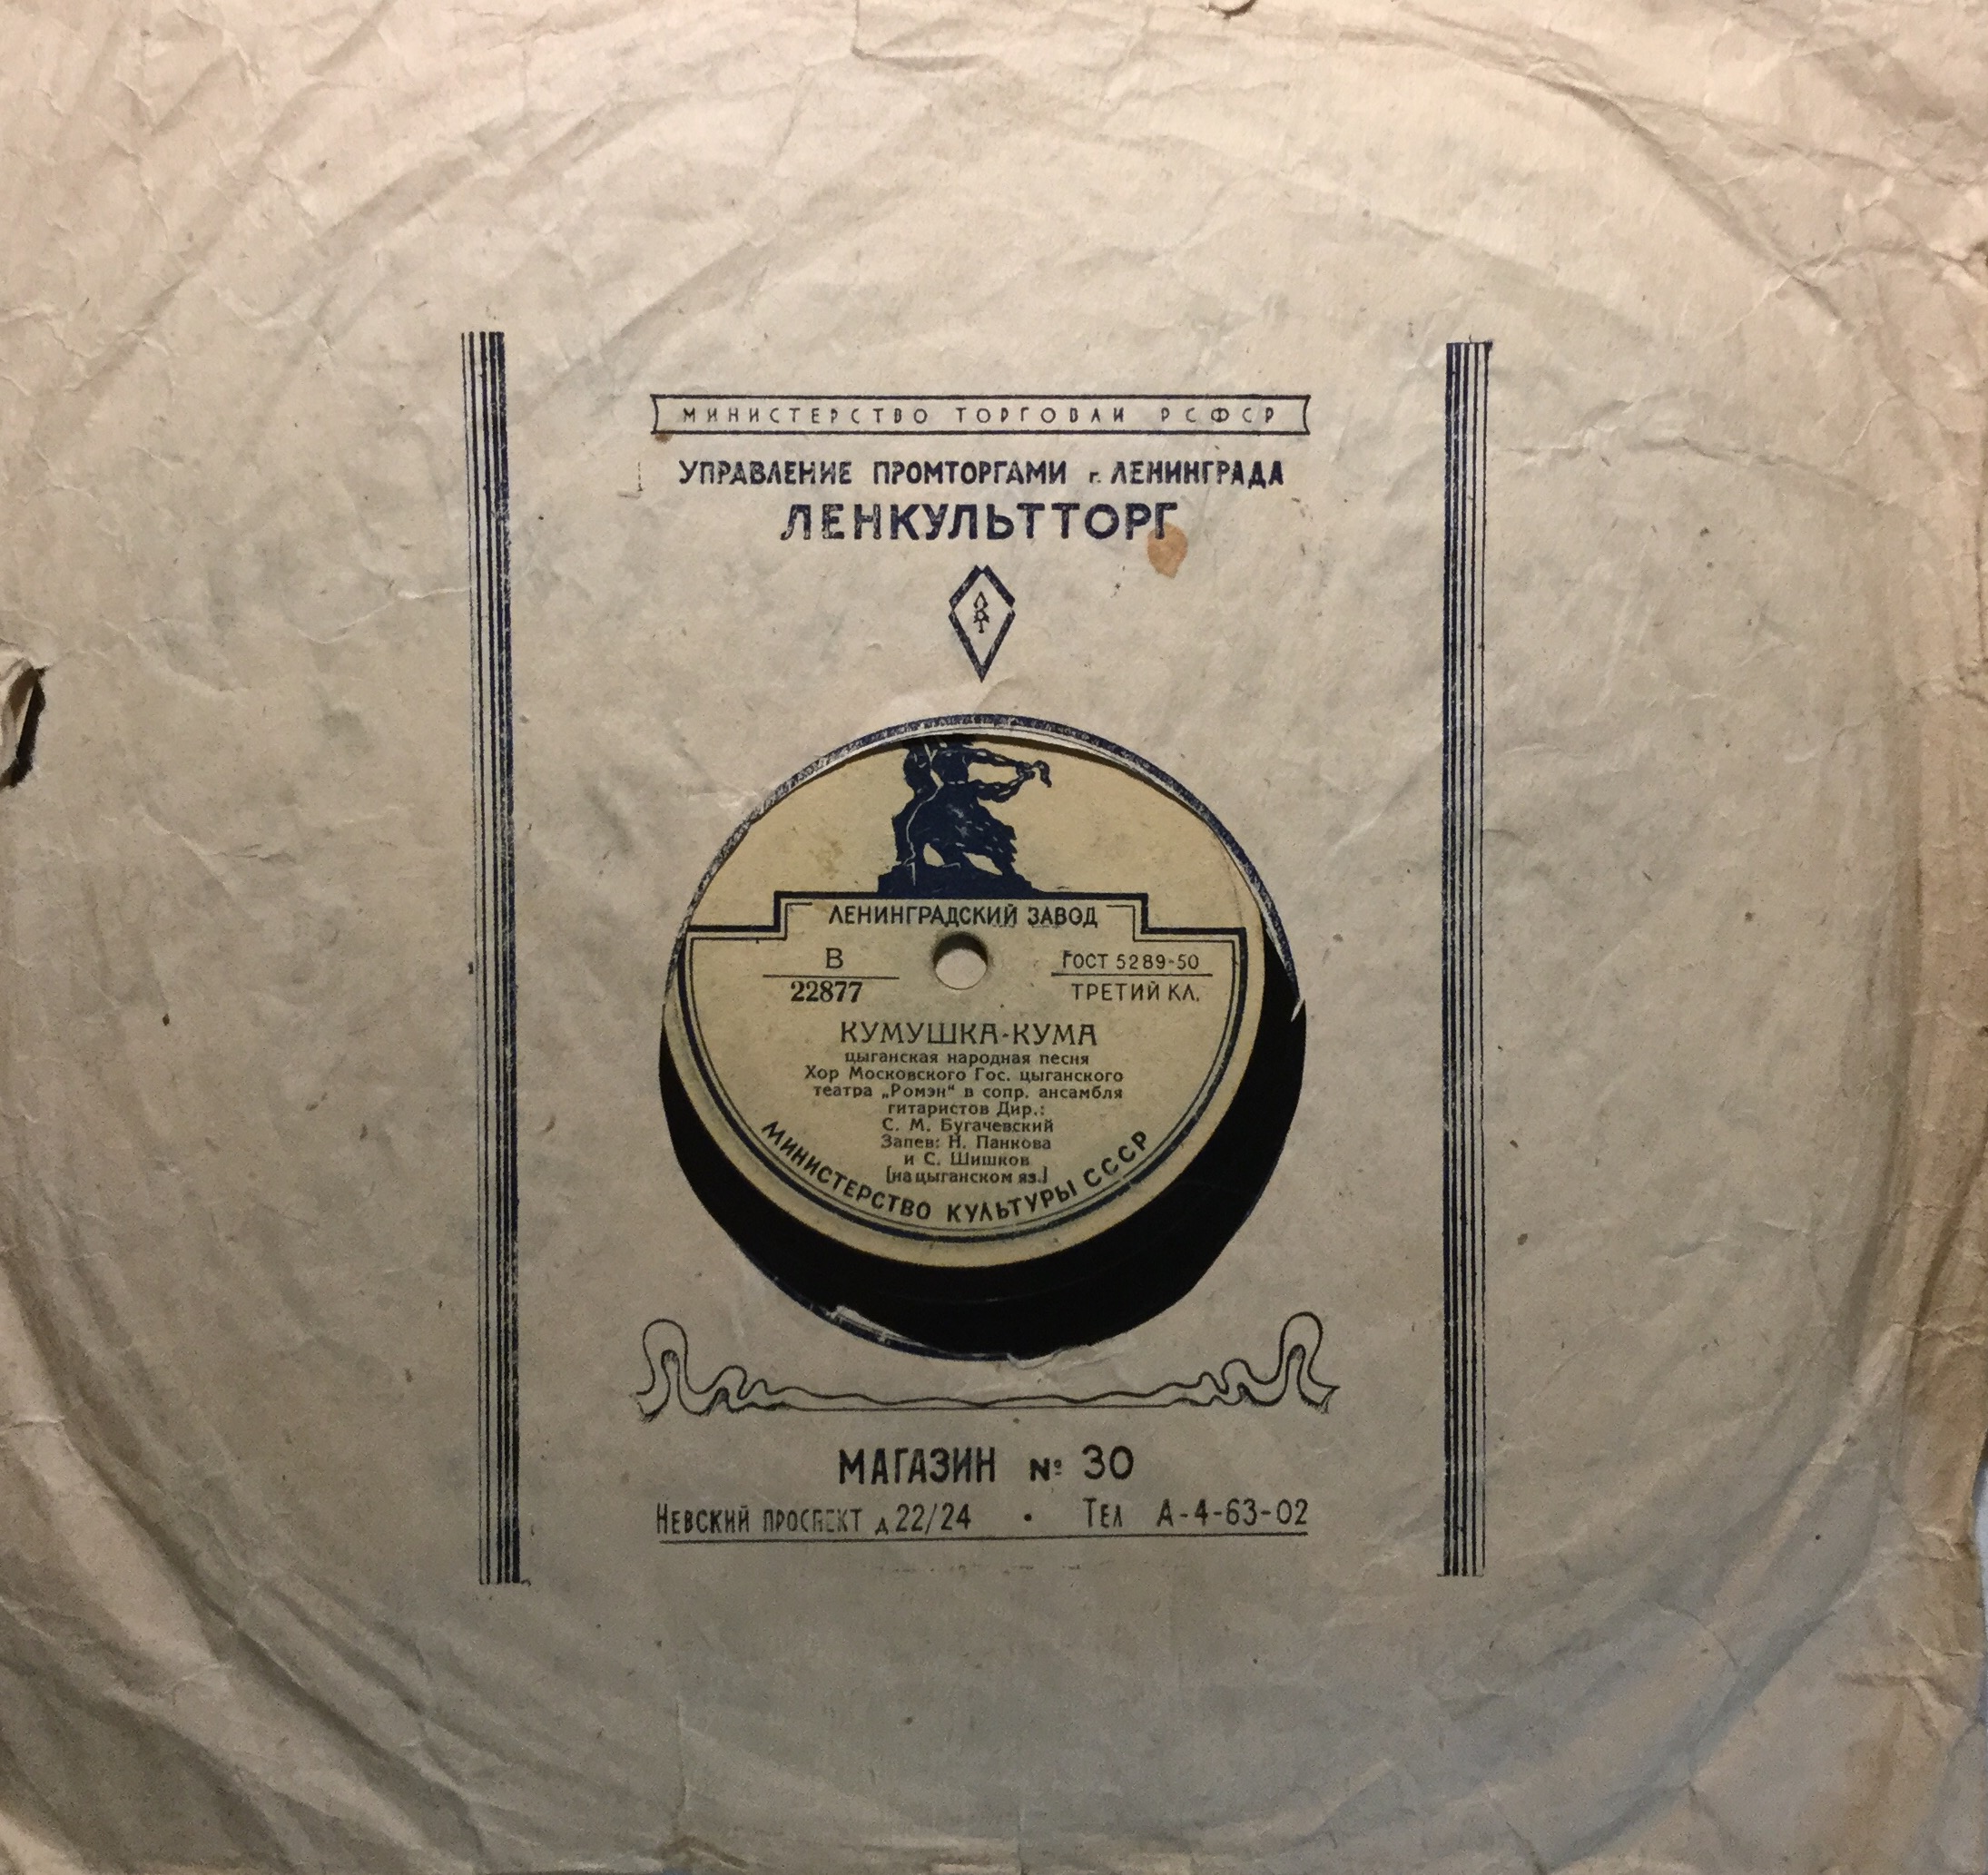 МИНИСТЕРСТВО ТОРГОВЛИ РСФСР
УПРАВЛЕНИЕ ПРОМТОРГАМИ г. ЛЕНИНГРАДА
ЛЕНКУЛЬТТОРГ
ЛЕНИНГРАДСКИЙ ЗАВОД
В
22877
ГОСТ 5289-50
ТРЕТИЙ КЛ.
КУМУШКА-КУМА
цыганская народная песня
Хор Московского Гос. цыганского
театра „Ромэн“ в сопр. ансамбля
гитаристов Дир.:
С. М. Бугачевский
Запев: Н. Панкова
и С. Шишков
[на цыганском яз.]
МИНИСТЕРСТВО КУЛЬТУРЫ СССР
МАГАЗИН № 30
НЕВСКИЙ ПРОСПЕКТ д. 22/24 • ТЕЛ А-4-63-02